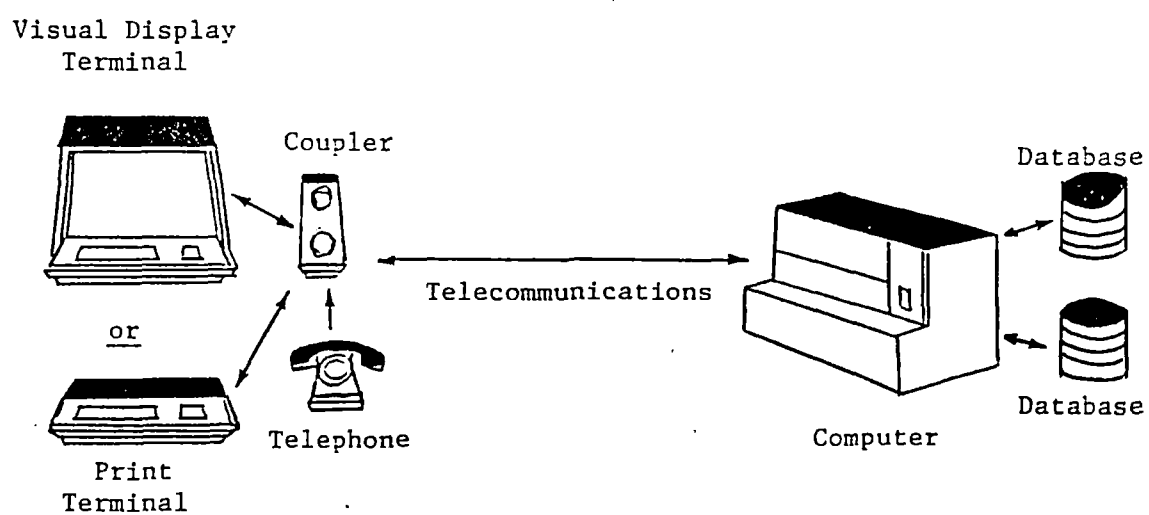 Visual Display
Terminal
Coupler
Database
Telecommunications
or
Telephone
Print
Terminal
Computer
Database